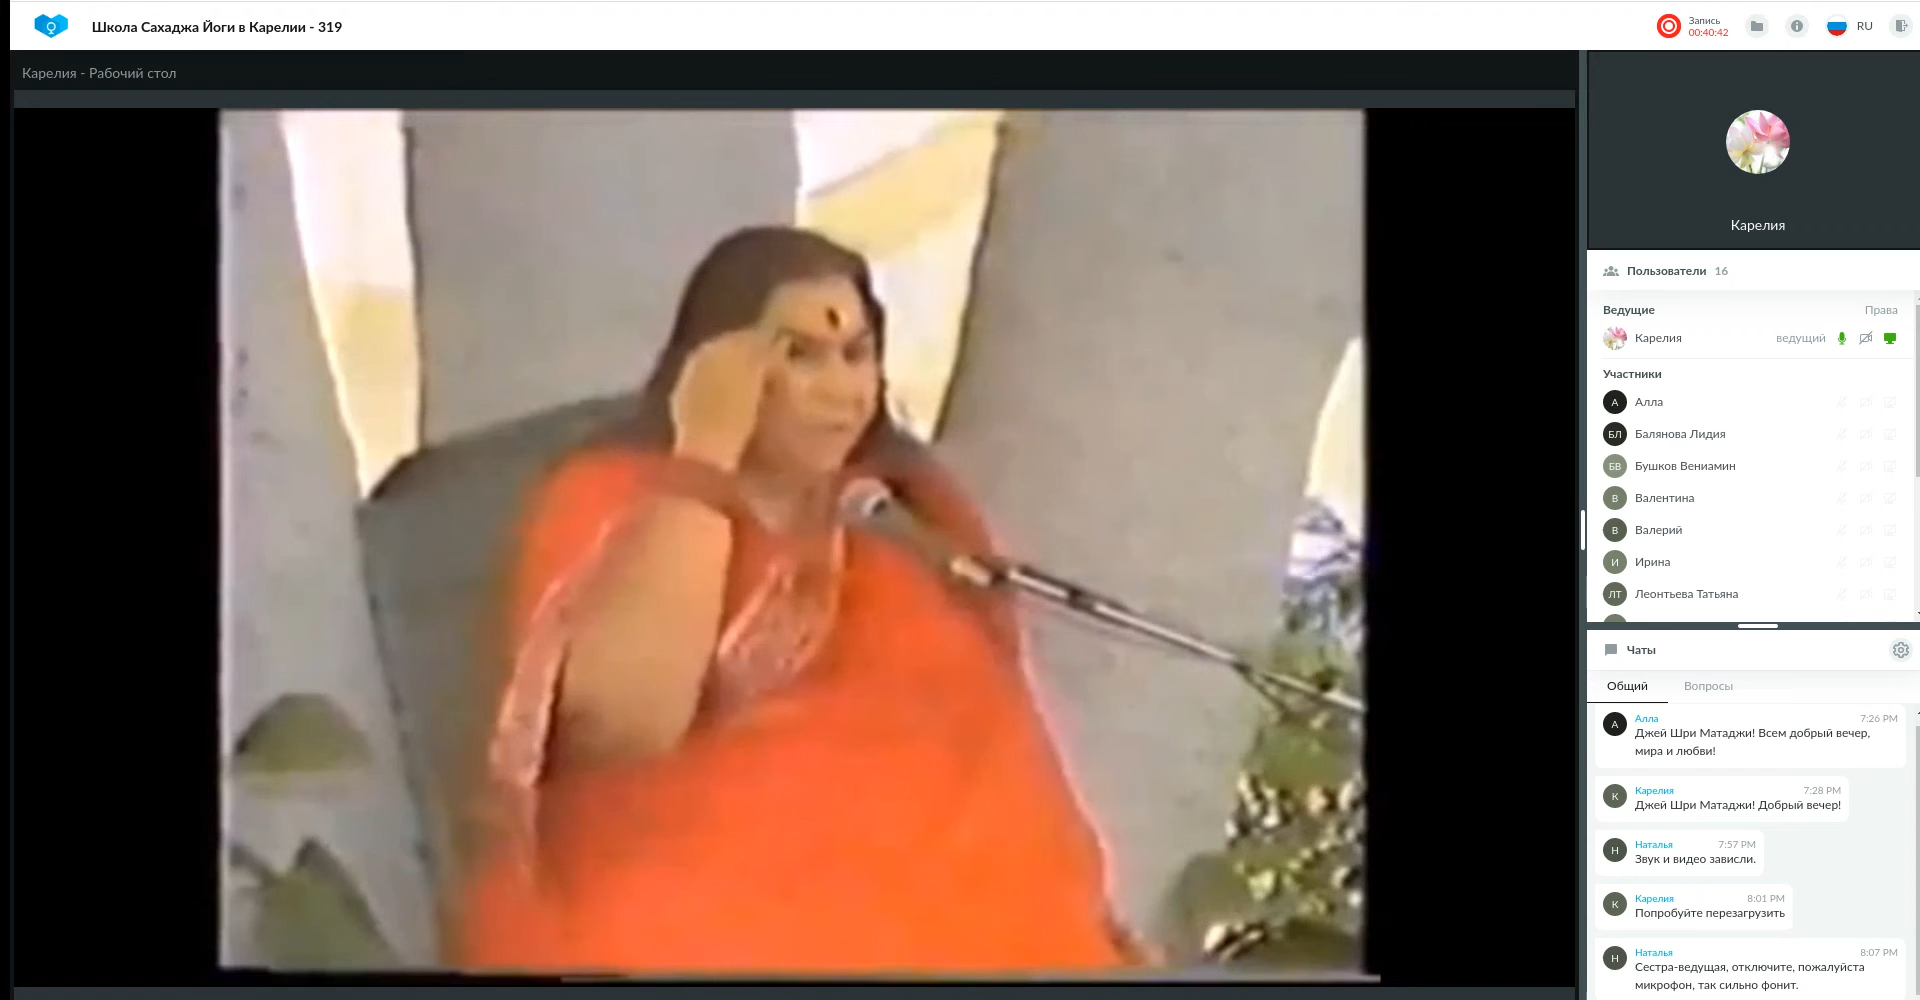 Школа Сахаджа Йоги в Карелии - 319
Запись
00:40:42
RU
Карелия - Рабочий стол
Карелия
Пользователи 16
Ведущие Права
Карелия ведущий
Участники
А Алла
БЛ Балянова Лидия
БВ Бушков Вениамин
В Валентина
В Валерий
И Ирина
ЛТ Леонтьева Татьяна
Чаты
Общий Вопросы
А Алла 7:26 PM
Джей Шри Матаджи! Всем добрый вечер,
мира и любви!
К Карелия 7:28 PM
Джей Шри Матаджи! Добрый вечер!
Н Наталья 7:57 PM
Звук и видео зависли.
К Карелия 8:01 PM
Попробуйте перезагрузить
Н Наталья 8:07 PM
Сестра-ведущая, отключите, пожалуйста
микрофон, так сильно фонит.